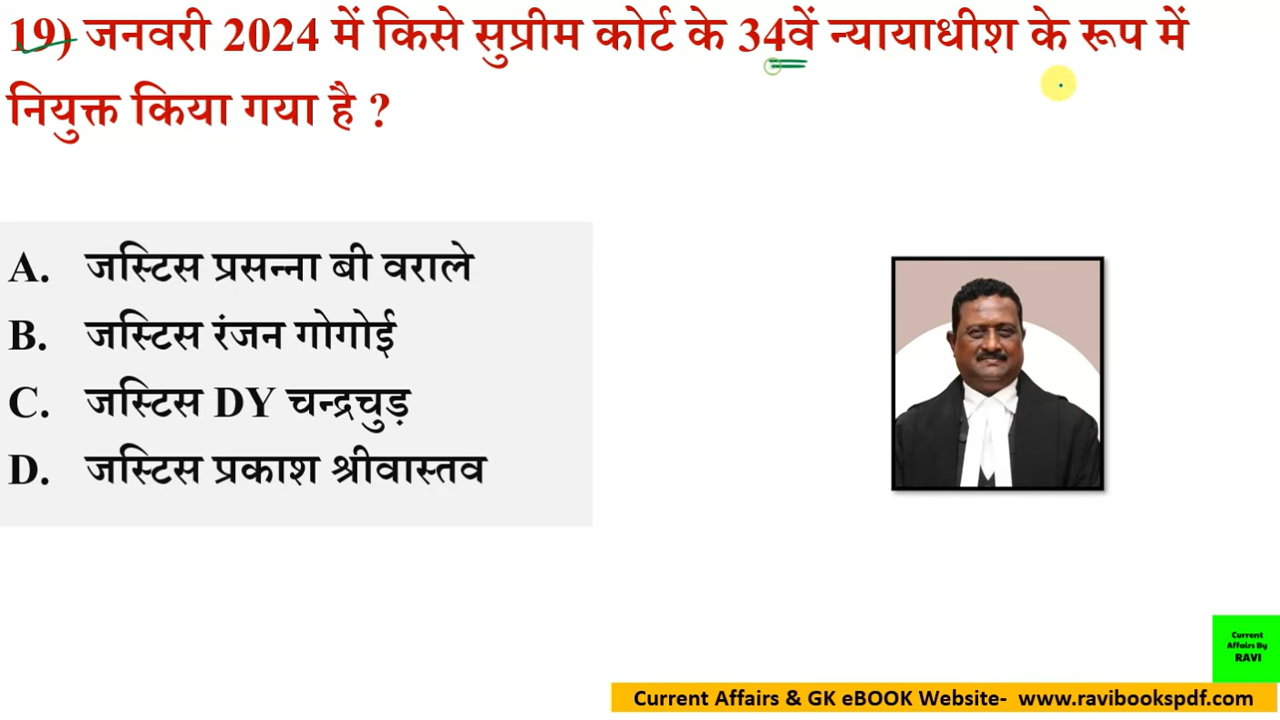 19) जनवरी 2024 में किसे सुप्रीम कोर्ट के 34वें न्यायाधीश के रूप में
नियुक्त किया गया है ?
A. जस्टिस प्रसन्ना बी वराले
B. जस्टिस रंजन गोगोई
C. जस्टिस DY चन्द्रचुड़
D. जस्टिस प्रकाश श्रीवास्तव
Current
Affairs By
RAVI
Current Affairs & GK eBOOK Website- www.ravibookspdf.com